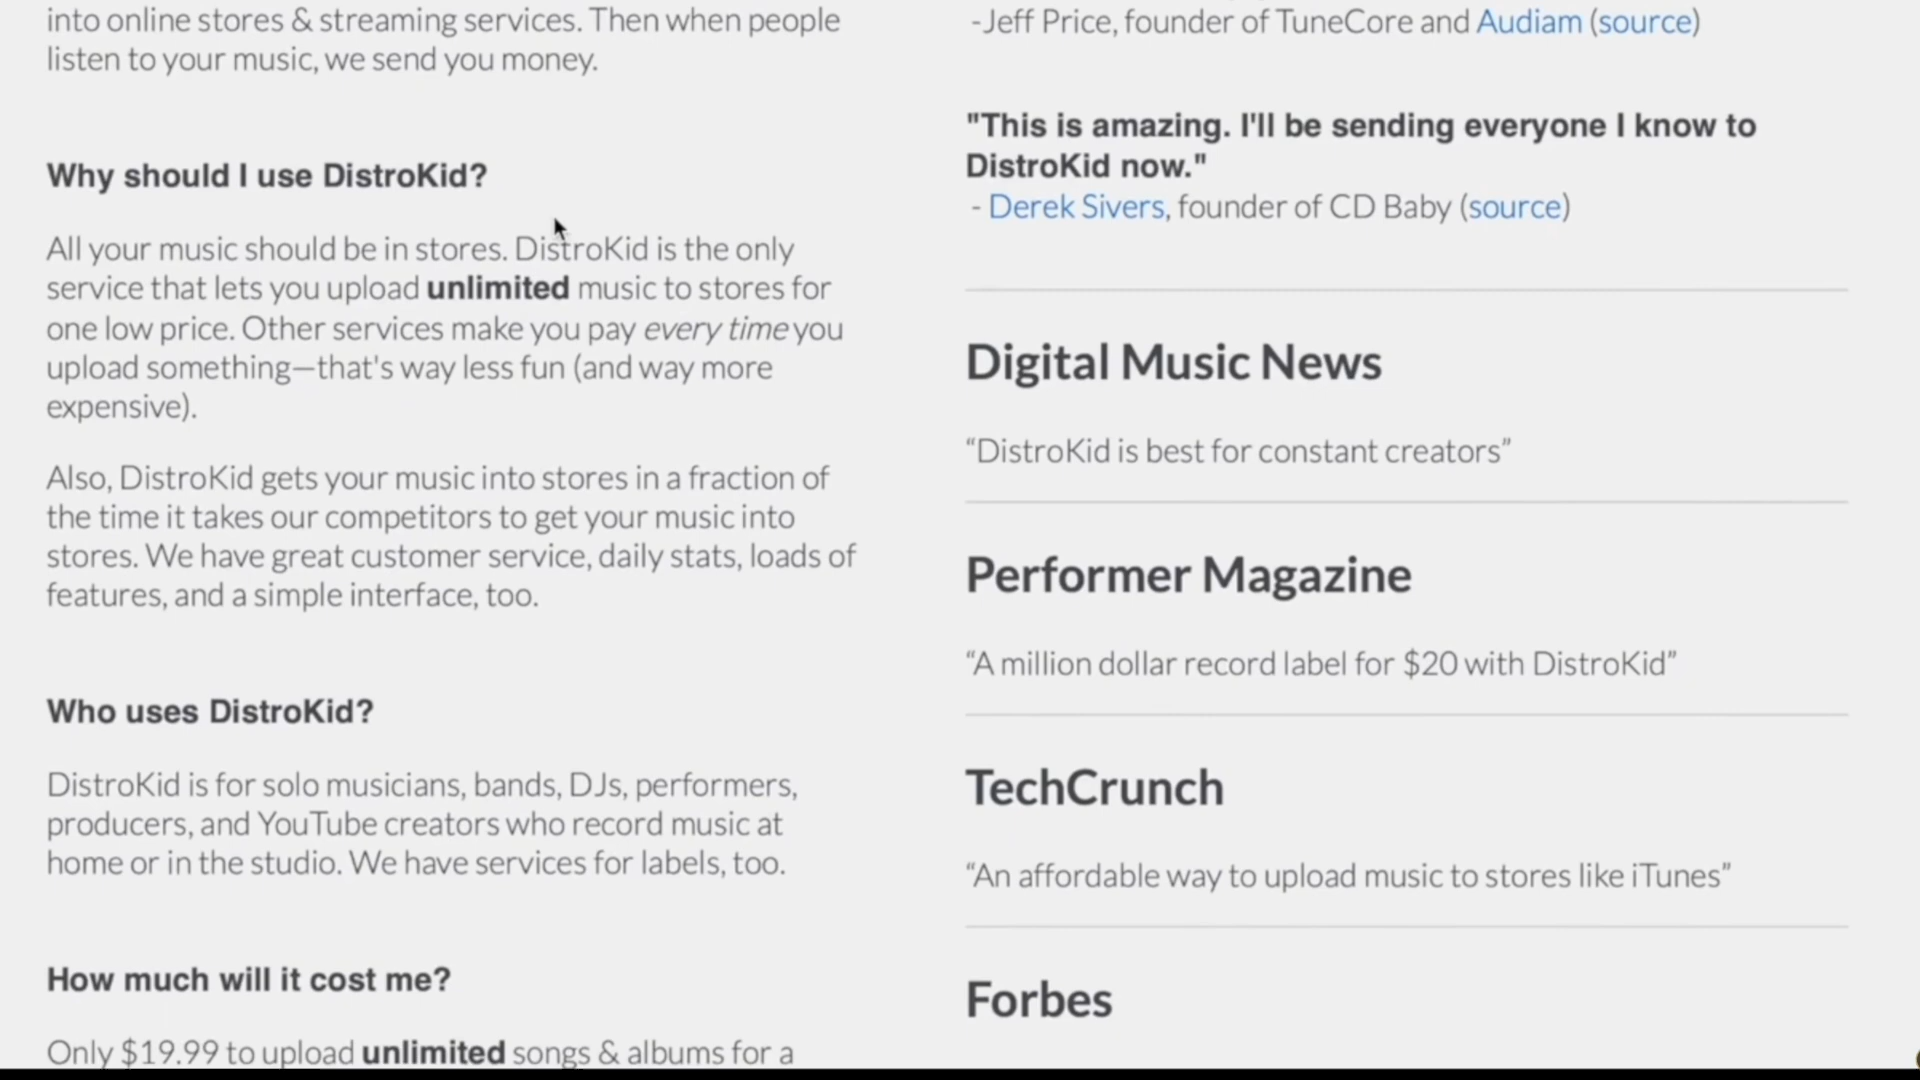 into online stores & streaming services. Then when people
listen to your music, we send you money.
Why should I use DistroKid?
All your music should be in stores. DistroKid is the only
service that lets you upload unlimited music to stores for
one low price. Other services make you pay every time you
upload something—that's way less fun (and way more
expensive).
Also, DistroKid gets your music into stores in a fraction of
the time it takes our competitors to get your music into
stores. We have great customer service, daily stats, loads of
features, and a simple interface, too.
Who uses DistroKid?
DistroKid is for solo musicians, bands, DJs, performers,
producers, and YouTube creators who record music at
home or in the studio. We have services for labels, too.
How much will it cost me?
Only $19.99 to upload unlimited songs & albums for a
-Jeff Price, founder of TuneCore and Audiam (source)
"This is amazing. I'll be sending everyone I know to
DistroKid now."
- Derek Sivers, founder of CD Baby (source)
Digital Music News
“DistroKid is best for constant creators”
Performer Magazine
“A million dollar record label for $20 with DistroKid”
TechCrunch
“An affordable way to upload music to stores like iTunes”
Forbes